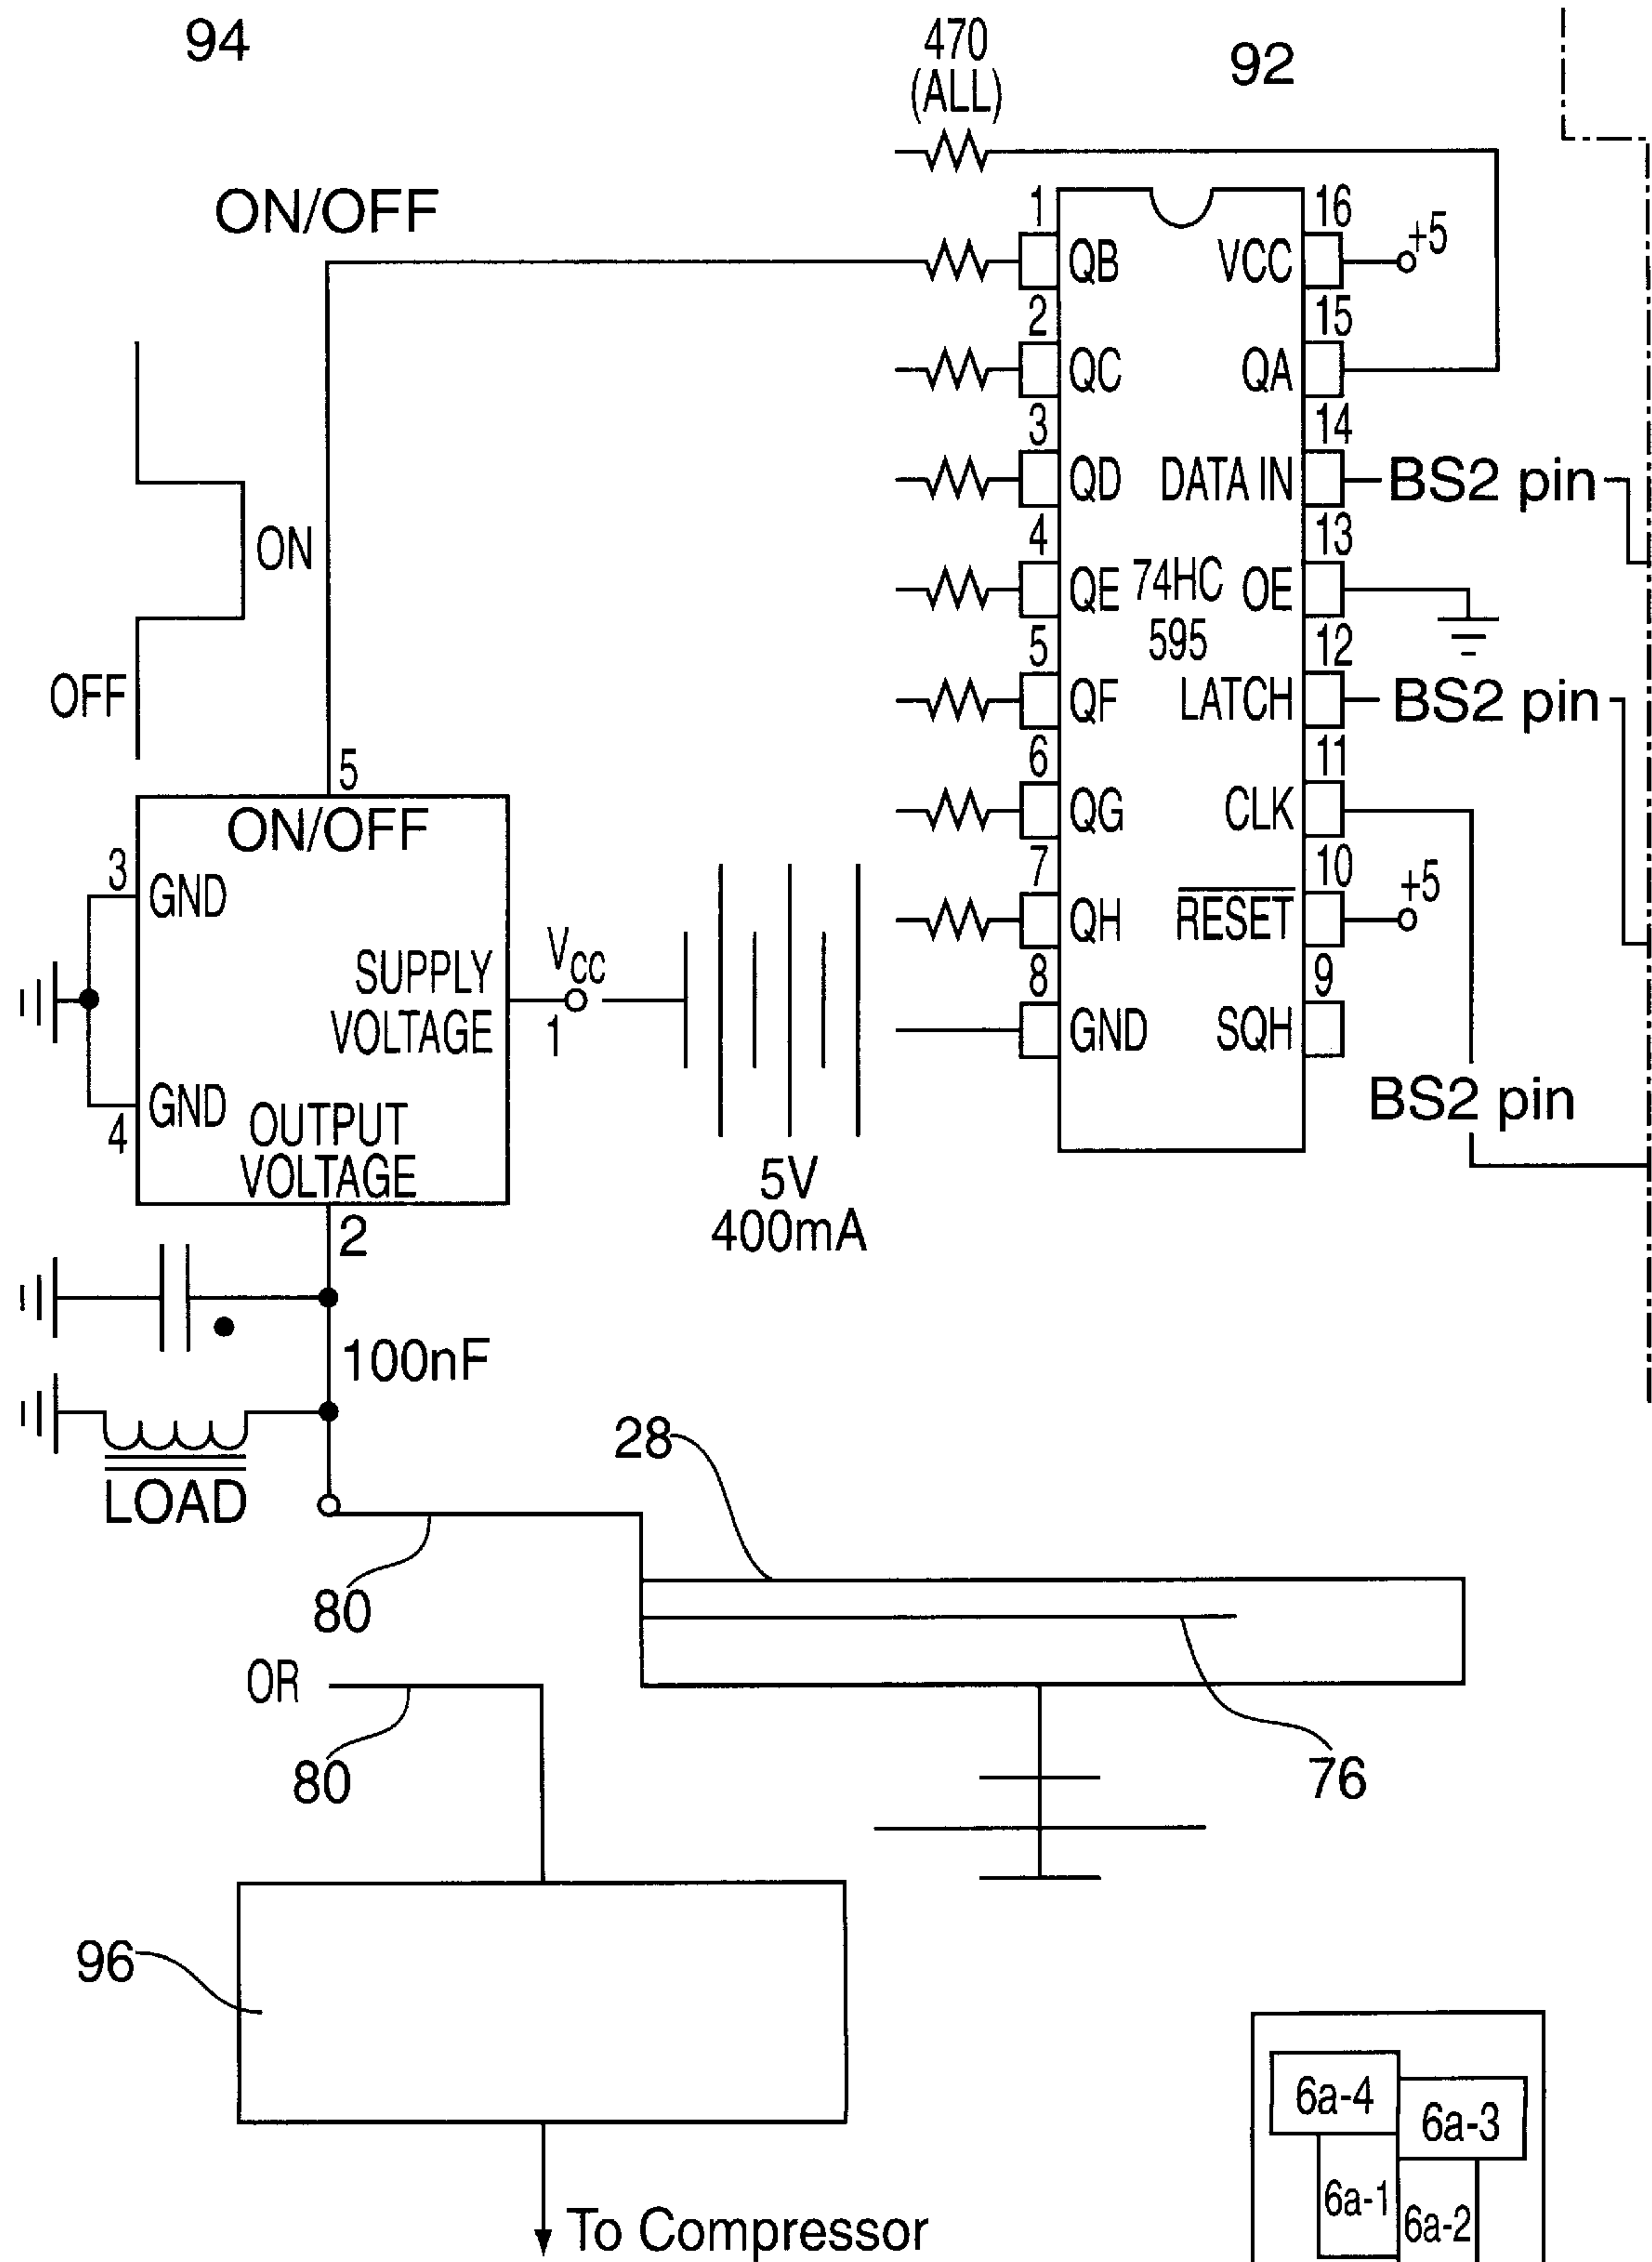 94
470
(ALL)
92
ON/OFF
ON
OFF
5
ON/OFF
3
GND
SUPPLY
VOLTAGE
VCC
1
4
GND
OUTPUT
VOLTAGE
2
5V
400mA
100nF
LOAD
1
QB
2
QC
3
QD
4
QE
5
QF
6
QG
7
QH
8
GND
74HC
595
16
VCC
+5
15
QA
14
DATA IN
BS2 pin
13
OE
12
LATCH
BS2 pin
11
CLK
10
RESET
+5
9
SQH
BS2 pin
28
80
OR
80
76
96
To Compressor
6a-4
6a-3
6a-1
6a-2